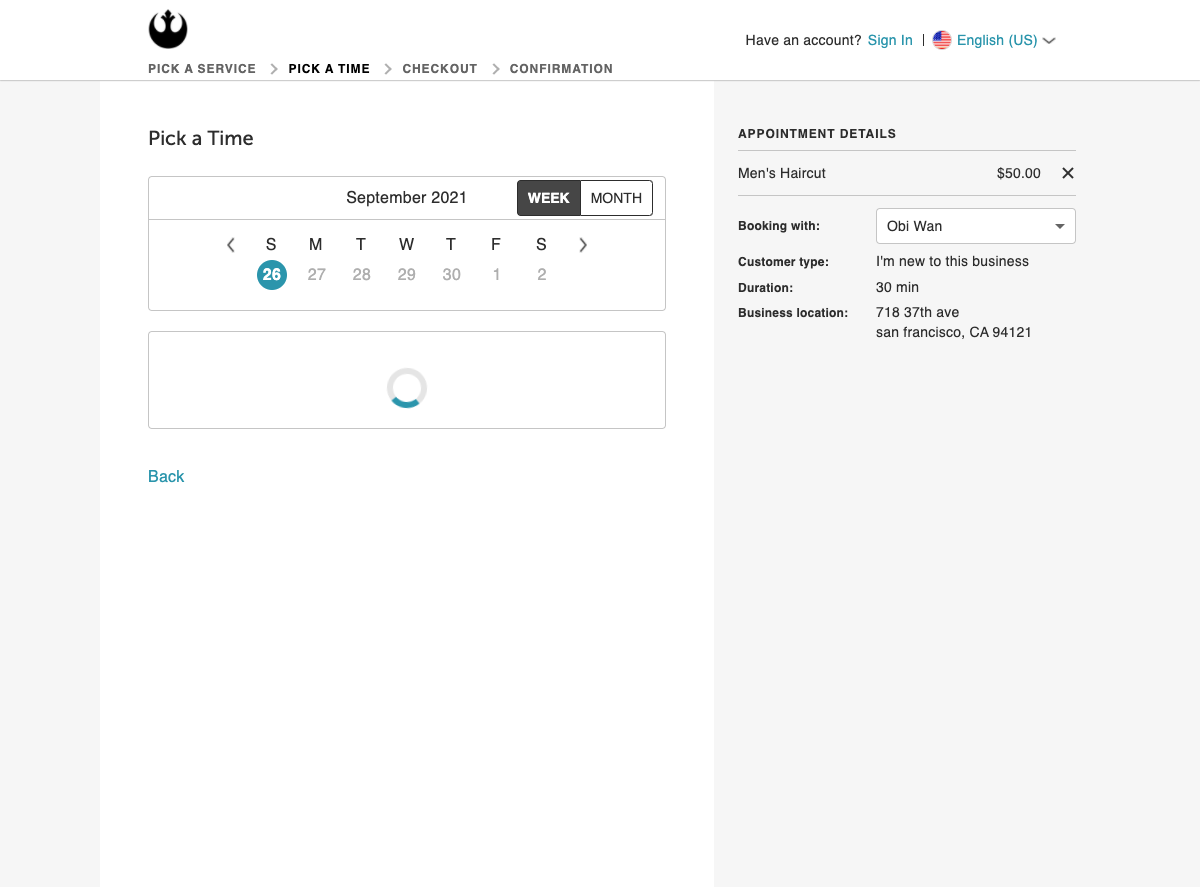 Have an account? Sign In | English (US)
PICK A SERVICE PICK A TIME CHECKOUT CONFIRMATION
Pick a Time
September 2021 WEEK MONTH
S M T W T F S
26 27 28 29 30 1 2
Back
APPOINTMENT DETAILS
Men's Haircut $50.00
Booking with: Obi Wan
Customer type: I'm new to this business
Duration: 30 min
Business location: 718 37th ave
san francisco, CA 94121